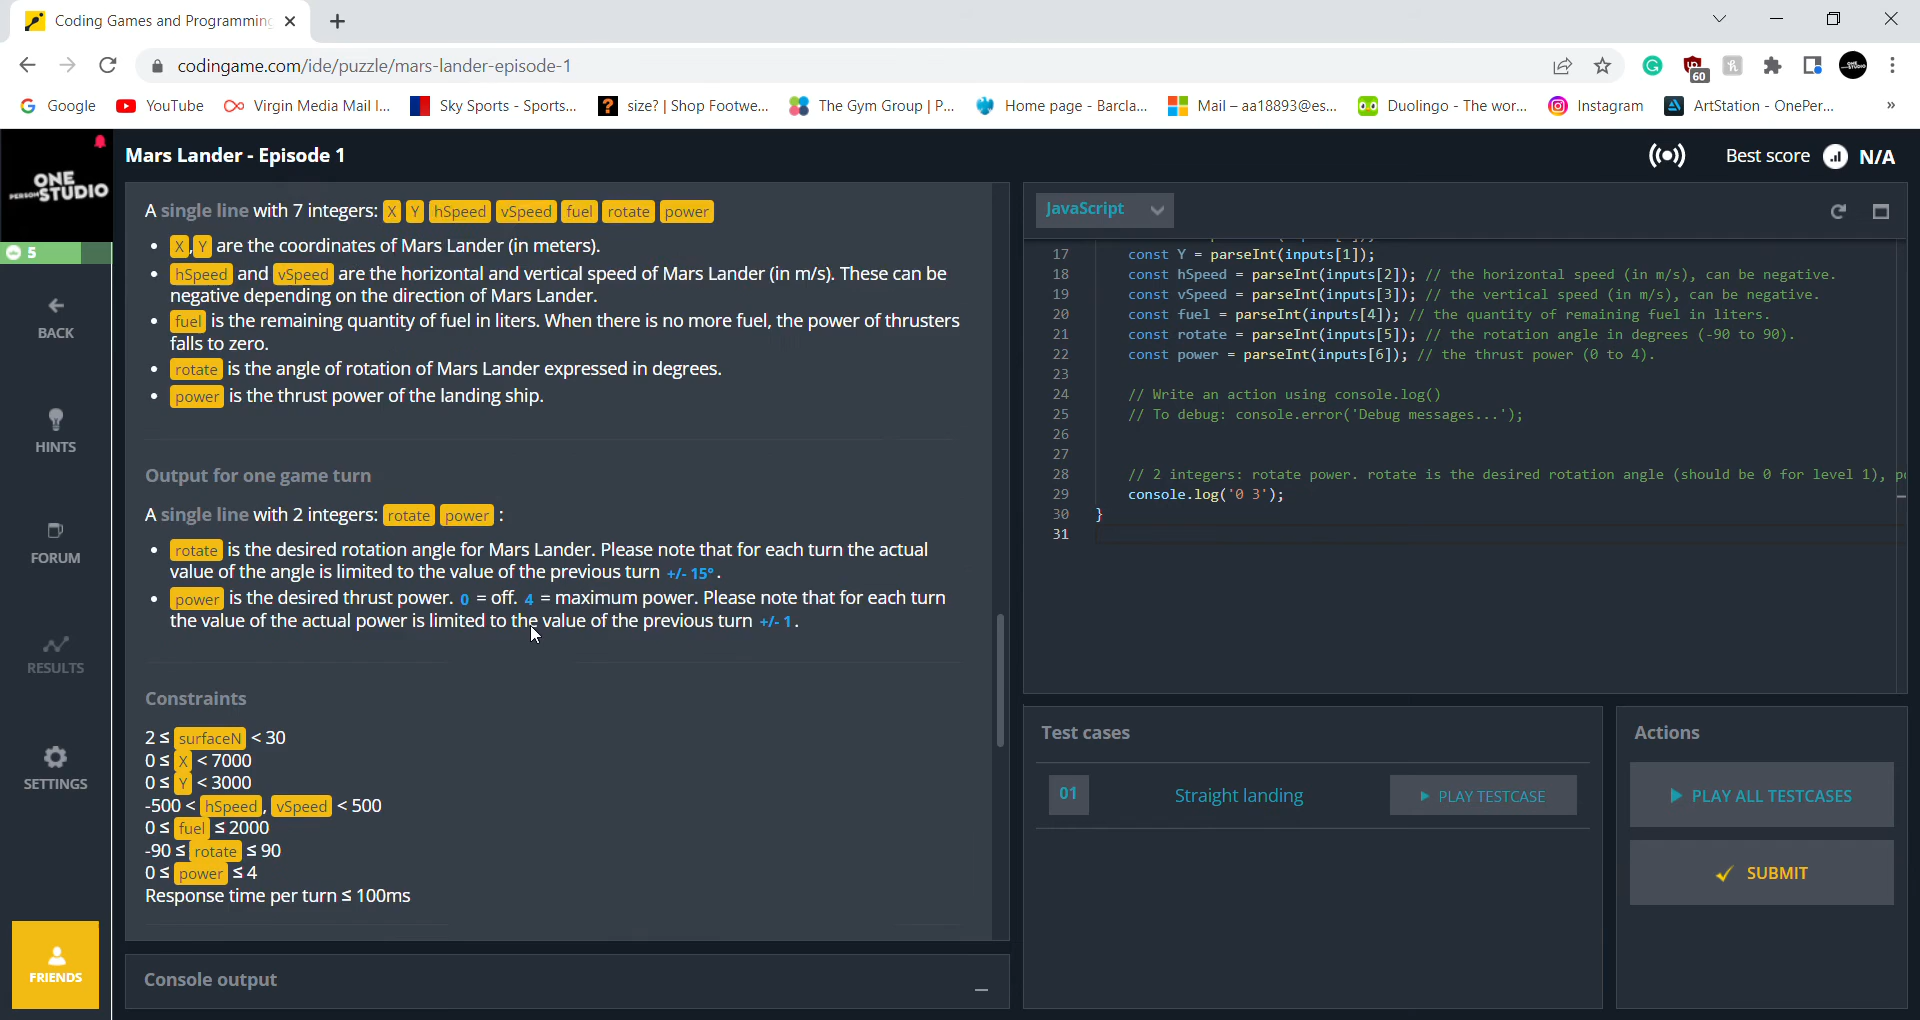 Coding Games and Programming
codingame.com/ide/puzzle/mars-lander-episode-1
60
Google
YouTube
Virgin Media Mail I...
Sky Sports - Sports...
size? | Shop Footwe...
The Gym Group | P...
Home page - Barcla...
Mail – aa18893@es...
Duolingo - The wor...
Instagram
ArtStation - OnePer...
»
ONE
PERSON STUDIO
5
BACK
HINTS
FORUM
RESULTS
SETTINGS
FRIENDS
Mars Lander - Episode 1
Best score N/A
A single line with 7 integers: X Y hSpeed vSpeed fuel rotate power
• X,Y are the coordinates of Mars Lander (in meters).
• hSpeed and vSpeed are the horizontal and vertical speed of Mars Lander (in m/s). These can be
negative depending on the direction of Mars Lander.
• fuel is the remaining quantity of fuel in liters. When there is no more fuel, the power of thrusters
falls to zero.
• rotate is the angle of rotation of Mars Lander expressed in degrees.
• power is the thrust power of the landing ship.
Output for one game turn
A single line with 2 integers: rotate power :
• rotate is the desired rotation angle for Mars Lander. Please note that for each turn the actual
value of the angle is limited to the value of the previous turn +/- 15°.
• power is the desired thrust power. 0 = off. 4 = maximum power. Please note that for each turn
the value of the actual power is limited to the value of the previous turn +/- 1.
Constraints
2 ≤ surfaceN < 30
0 ≤ X < 7000
0 ≤ Y < 3000
-500 < hSpeed, vSpeed < 500
0 ≤ fuel ≤ 2000
-90 ≤ rotate ≤ 90
0 ≤ power ≤ 4
Response time per turn ≤ 100ms
Console output
JavaScript
17 const Y = parseInt(inputs[1]);
18 const hSpeed = parseInt(inputs[2]); // the horizontal speed (in m/s), can be negative.
19 const vSpeed = parseInt(inputs[3]); // the vertical speed (in m/s), can be negative.
20 const fuel = parseInt(inputs[4]); // the quantity of remaining fuel in liters.
21 const rotate = parseInt(inputs[5]); // the rotation angle in degrees (-90 to 90).
22 const power = parseInt(inputs[6]); // the thrust power (0 to 4).
23
24 // Write an action using console.log()
25 // To debug: console.error('Debug messages...');
26
27
28 // 2 integers: rotate power. rotate is the desired rotation angle (should be 0 for level 1),
29 console.log('0 3');
30 }
31
Test cases
01 Straight landing PLAY TESTCASE
Actions
PLAY ALL TESTCASES
SUBMIT